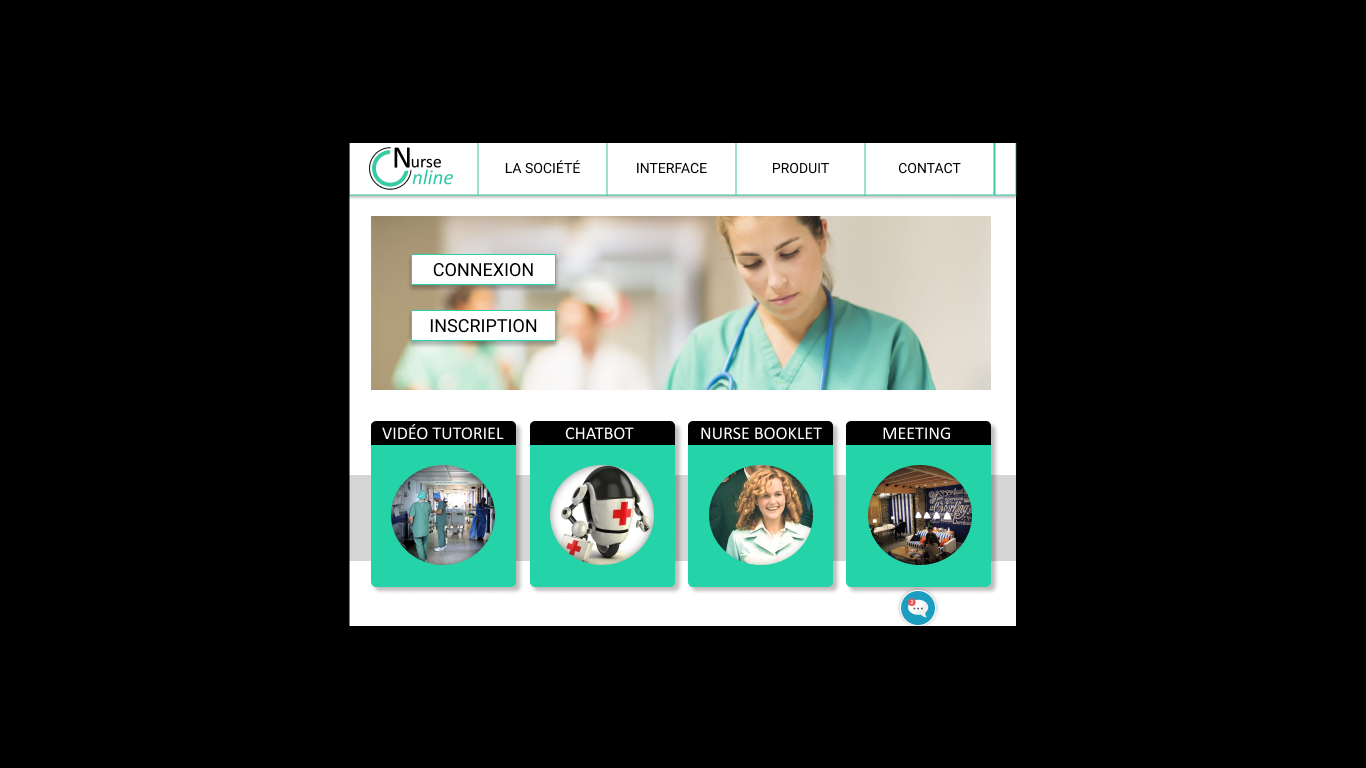 Nurse
Online
LA SOCIÉTÉ
INTERFACE
PRODUIT
CONTACT
CONNEXION
INSCRIPTION
VIDÉO TUTORIEL
CHATBOT
NURSE BOOKLET
MEETING